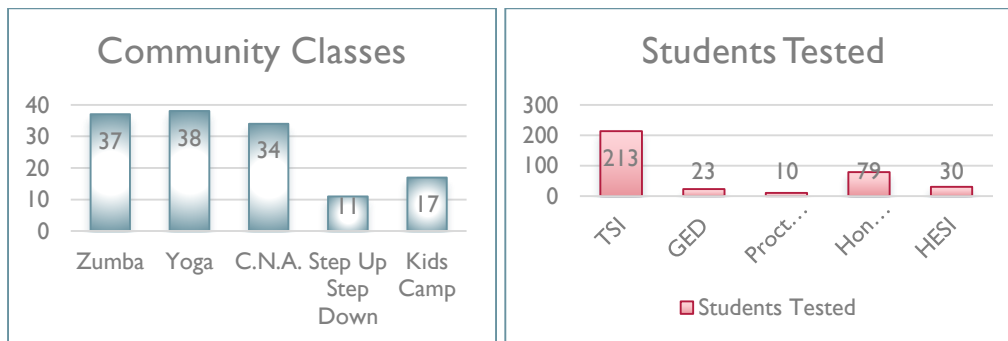 Community Classes
40
30
20
10
0
37
38
34
11
17
Zumba
Yoga
C.N.A.
Step Up
Step
Down
Kids
Camp
Students Tested
300
200
100
0
213
23
10
79
30
TSI
GED
Proct…
Hon…
HESI
Students Tested